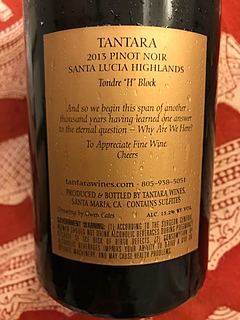 TANTARA
2013 PINOT NOIR
SANTA LUCIA HIGHLANDS
Tondre "H" Block
And so we begin this span of another
thousand years having learned one answer
to the eternal question – Why Are We Here?
To Appreciate Fine Wine.
Cheers
tantarawines.com · 805-938-5051
PRODUCED & BOTTLED BY TANTARA WINES,
SANTA MARIA, CA · CONTAINS SULFITES
Drawing by Owen Cates ALC. 15.2% BY VOL.
GOVERNMENT WARNING: (1) ACCORDING TO THE SURGEON GENERAL,
WOMEN SHOULD NOT DRINK ALCOHOLIC BEVERAGES DURING PREGNANCY
BECAUSE OF THE RISK OF BIRTH DEFECTS. (2) CONSUMPTION OF
ALCOHOLIC BEVERAGES IMPAIRS YOUR ABILITY TO DRIVE A CAR OR
OPERATE MACHINERY, AND MAY CAUSE HEALTH PROBLEMS.